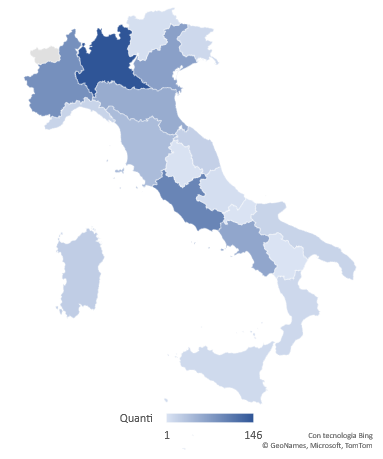 Quanti
1 146
Con tecnologia Bing
© GeoNames, Microsoft, TomTom